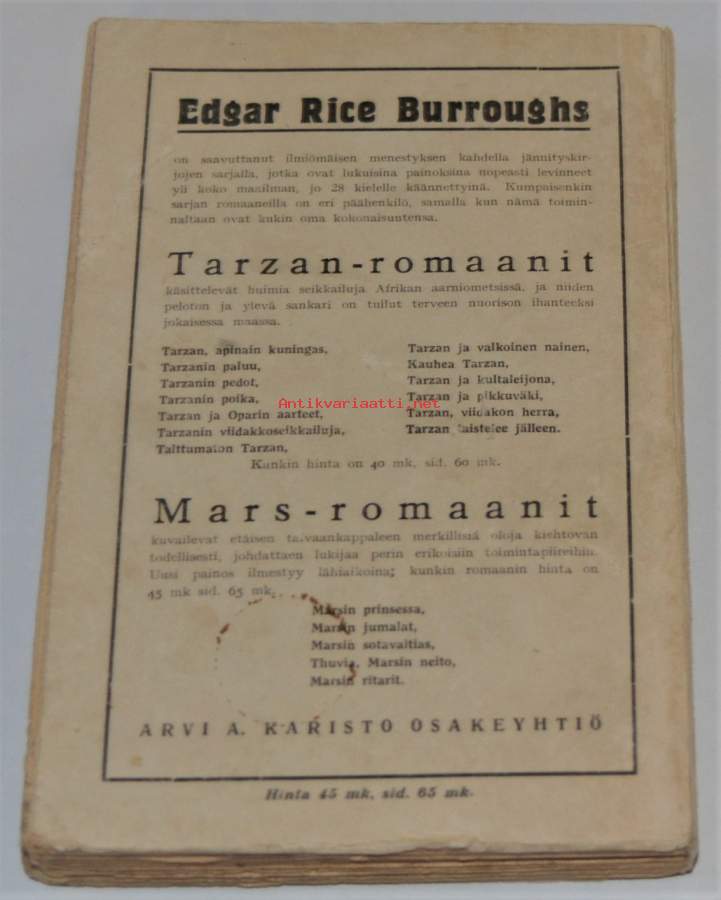 Edgar Rice Burroughs
on saavuttanut ilmiömäisen menestyksen kahdella jännityskir-
jojen sarjalla, jotka ovat lukuisina painoksina nopeasti levinneet
yli koko maailman, jo 28 kielelle käännettyinä. Kumpaisenkin
sarjan romaaneilla on eri päähenkilö, samalla kun nämä toimin-
naltaan ovat kukin oma kokonaisuutensa.
Tarzan-romaanit
käsittelevät huimia seikkailuja Afrikan aarniometsissä, ja niiden
peloton ja ylevä sankari on tullut terveen nuorison ihanteeksi
jokaisessa maassa.
Tarzan, apinain kuningas,
Tarzanin paluu,
Tarzanin pedot,
Tarzanin poika,
Tarzan ja Oparin aarteet,
Tarzanin viidakkoseikkailuja,
Talttumaton Tarzan,
Tarzan ja valkoinen nainen,
Kauhea Tarzan,
Tarzan ja kultaleijona,
Tarzan ja pikkuväki,
Tarzan, viidakon herra,
Tarzan taistelee jälleen.
Antikvariaatti.net
Kunkin hinta on 40 mk, sid. 60 mk.
Mars-romaanit
kuvailevat etäisen taivaankappaleen merkillisiä oloja kiehtovan
todellisesti, johdattaen lukijaa perin erikoisiin toimintapiireihin.
Uusi painos ilmestyy lähiaikoina; kunkin romaanin hinta on
45 mk sid. 65 mk.
Marsin prinsessa,
Marsin jumalat,
Marsin sotavaltias,
Thuvia, Marsin neito,
Marsin ritarit.
ARVI A. KARISTO OSAKEYHTIÖ
Hinta 45 mk, sid. 65 mk.